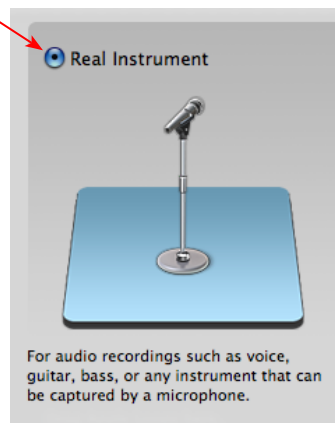 Real Instrument
For audio recordings such as voice,
guitar, bass, or any instrument that can
be captured by a microphone.